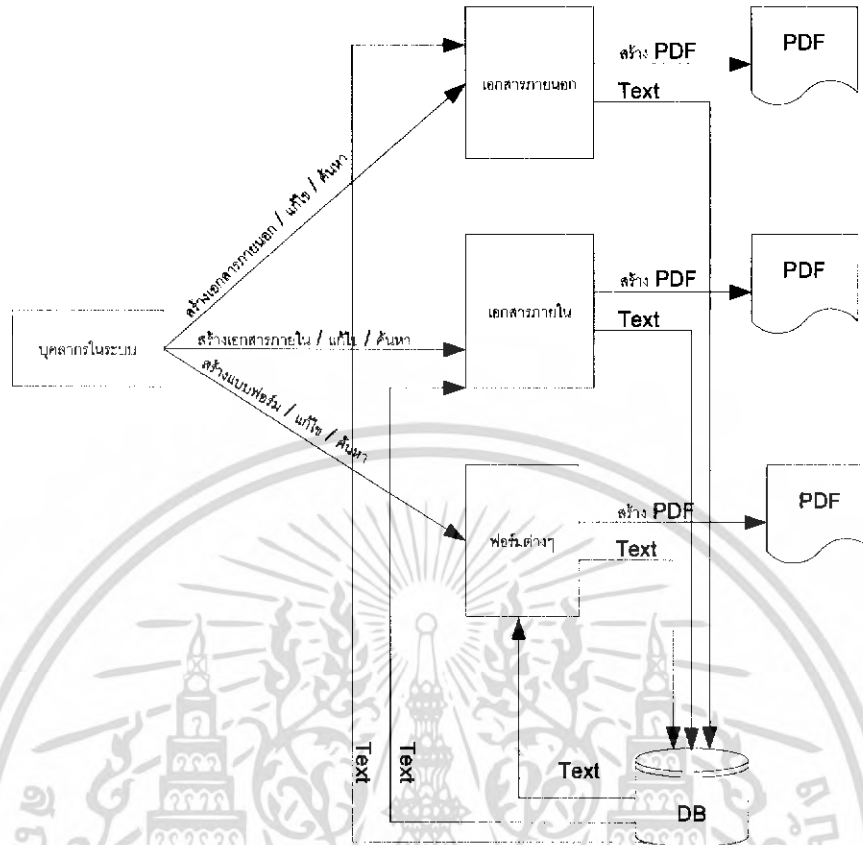 สร้าง PDF
PDF
เอกสารภายนอก
Text
สร้างเอกสารภายนอก / แก้ไข / ค้นหา
สร้าง PDF
PDF
เอกสารภายใน
Text
บุคลากรในระบบ
สร้างเอกสารภายใน / แก้ไข / ค้นหา
สร้างแบบฟอร์ม / แก้ไข / ค้นหา
สร้าง PDF
PDF
ฟอร์มต่างๆ
Text
Text
Text
Text
DB